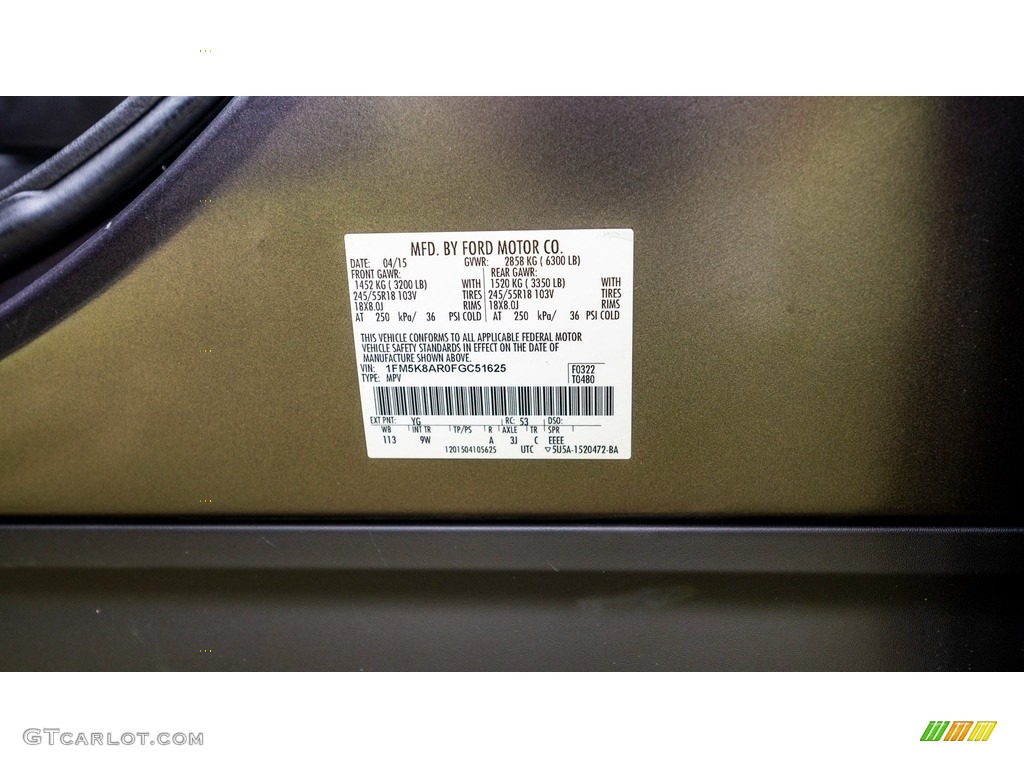 MFD. BY FORD MOTOR CO.
DATE: 04/15 GVWR: 2858 KG ( 6300 LB)
FRONT GAWR: REAR GAWR:
1452 KG ( 3200 LB) WITH 1520 KG ( 3350 LB) WITH
245/55R18 103V TIRES 245/55R18 103V TIRES
18X8.0J RIMS 18X8.0J RIMS
AT 250 kPa/ 36 PSI COLD AT 250 kPa/ 36 PSI COLD
THIS VEHICLE CONFORMS TO ALL APPLICABLE FEDERAL MOTOR
VEHICLE SAFETY STANDARDS IN EFFECT ON THE DATE OF
MANUFACTURE SHOWN ABOVE.
VIN: 1FM5K8AR0FGC51625 F0322
TYPE: MPV T0480
EXT PNT: YG RC: 53 DSO:
WB INT TR TP/PS R AXLE TR SPR
113 9W A 3J C EEEE
1201504105625 UTC ▽5U5A-1520472-BA
GTCARLOT.COM